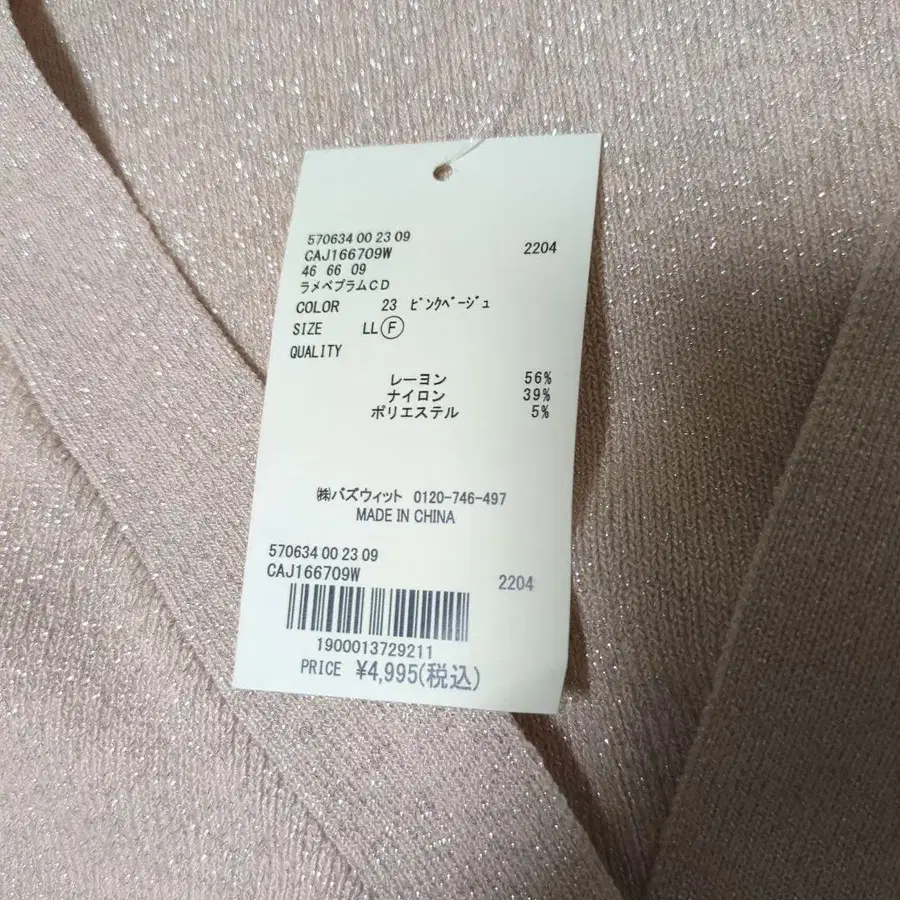 570634 00 23 09
CAJ166709W 2204
46 66 09
ラメペプラムCD
COLOR 23 ピンクベージュ
SIZE LL Ⓕ
QUALITY
レーヨン 56%
ナイロン 39%
ポリエステル 5%
㈱バズウィット 0120-746-497
MADE IN CHINA
570634 00 23 09
CAJ166709W 2204
1900013729211
PRICE ¥4,995(税込)